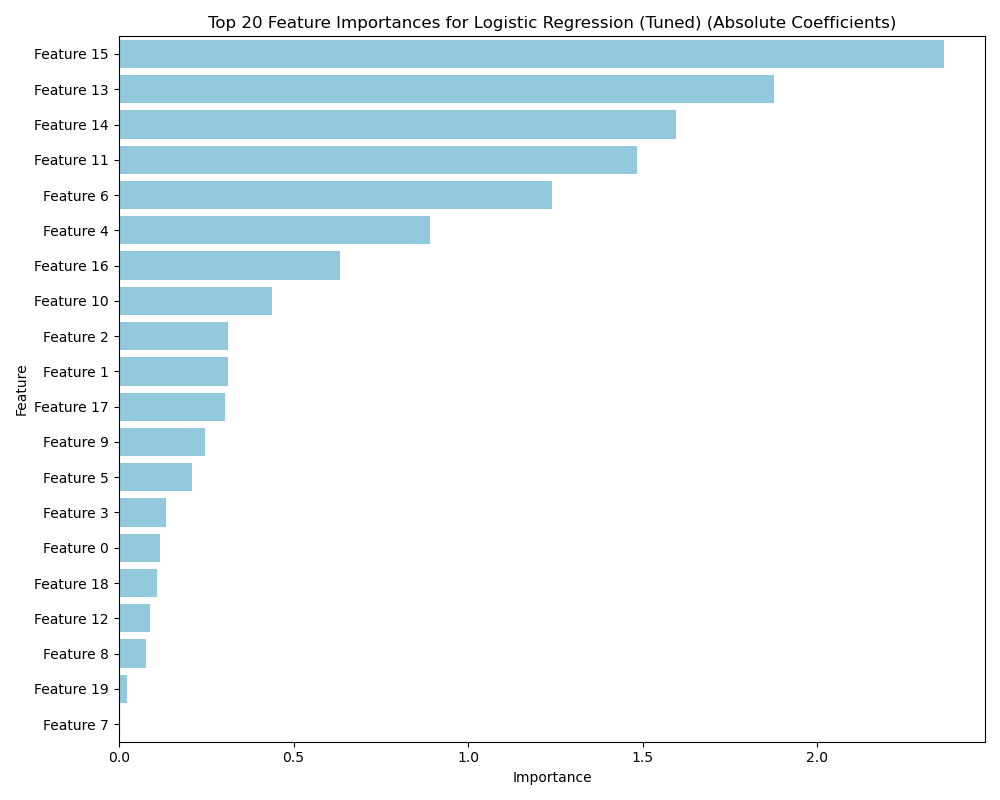 Top 20 Feature Importances for Logistic Regression (Tuned) (Absolute Coefficients)
Feature 15
Feature 13
Feature 14
Feature 11
Feature 6
Feature 4
Feature 16
Feature 10
Feature 2
Feature 1
Feature 17
Feature 9
Feature 5
Feature 3
Feature 0
Feature 18
Feature 12
Feature 8
Feature 19
Feature 7
Feature
0.0 0.5 1.0 1.5 2.0
Importance